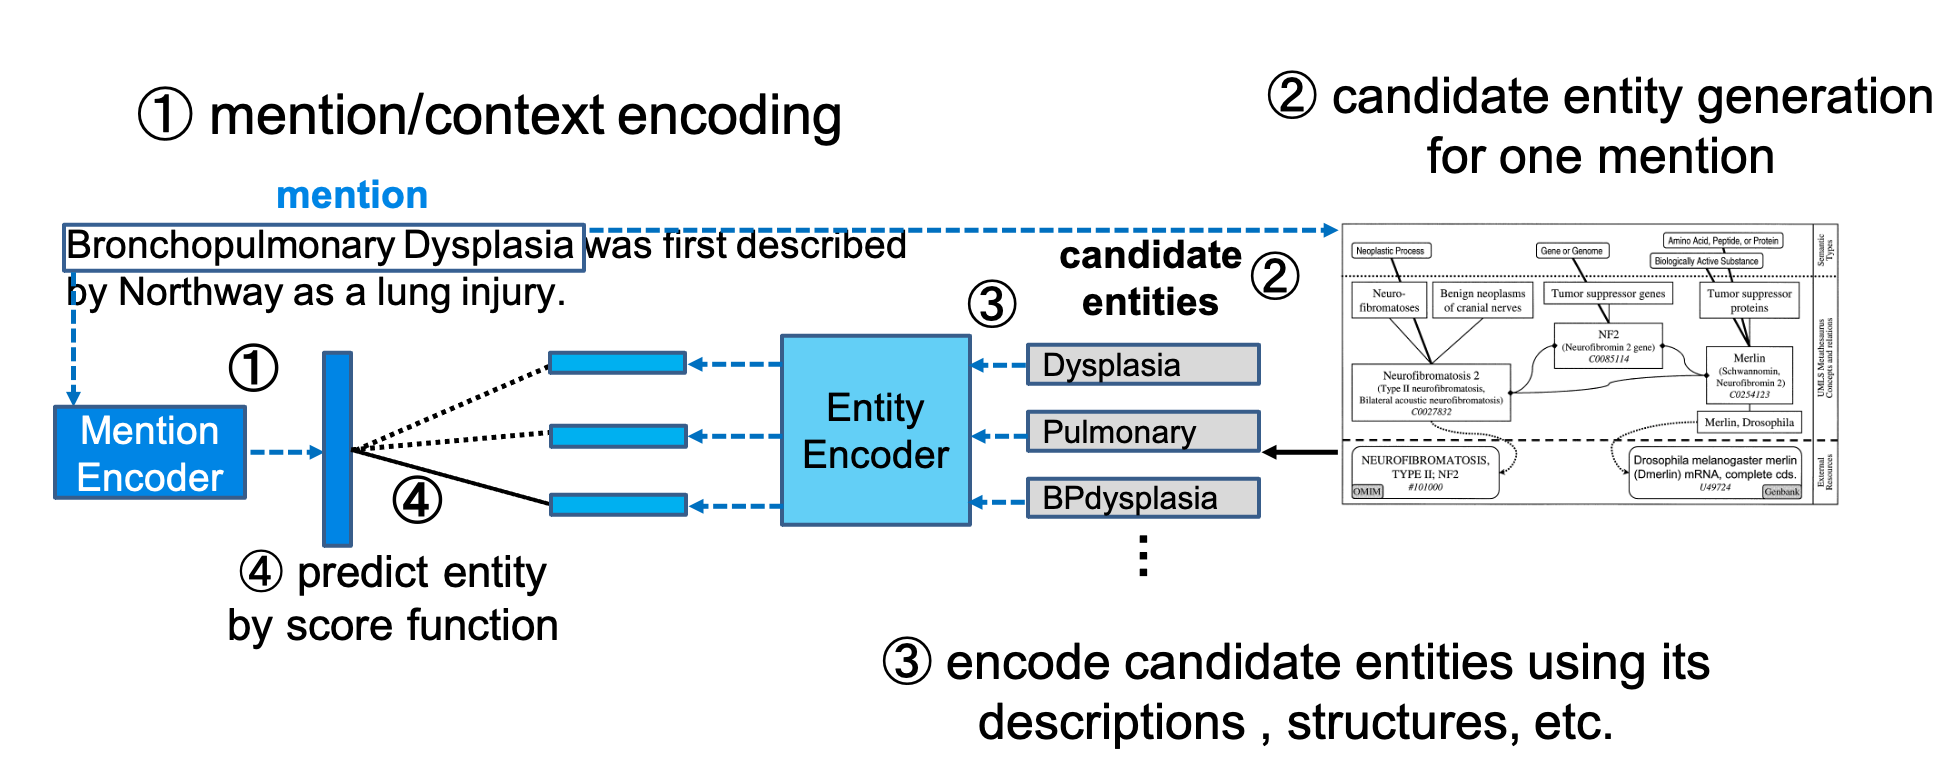 ① mention/context encoding
② candidate entity generation
for one mention
mention
Bronchopulmonary Dysplasia was first described
by Northway as a lung injury.
candidate
entities
②
③
①
Mention
Encoder
④
④ predict entity
by score function
Entity
Encoder
Dysplasia
Pulmonary
BPdysplasia
⋮
③ encode candidate entities using its
descriptions , structures, etc.
Neoplastic Process
Gene or Genome
Amino Acid, Peptide, or Protein
Biologically Active Substance
Semantic
Types
Neuro-
fibromatoses
Benign neoplasms
of cranial nerves
Tumor suppressor genes
Tumor suppressor
proteins
NF2
(Neurofibromin 2 gene)
C0085114
Merlin
(Schwannomin,
Neurofibromin 2)
C0254123
Neurofibromatosis 2
(Type II neurofibromatosis,
Bilateral acoustic neurofibromatosis)
C0027832
Merlin, Drosophila
UMLS Metathesaurus
Concepts and relations
NEUROFIBROMATOSIS,
TYPE II; NF2
#101000
OMIM
Drosophila melanogaster merlin
(Dmerlin) mRNA, complete cds.
U49724
Genbank
External
Resources